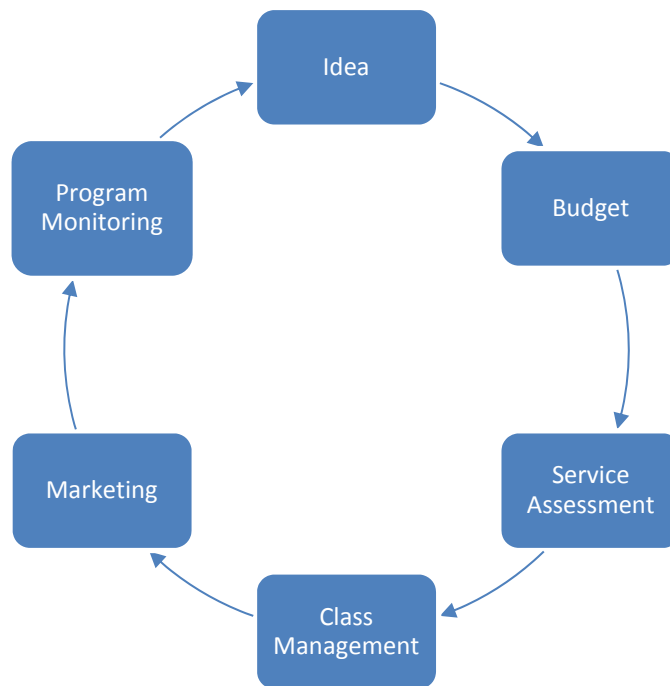 Idea
Budget
Service
Assessment
Class
Management
Marketing
Program
Monitoring